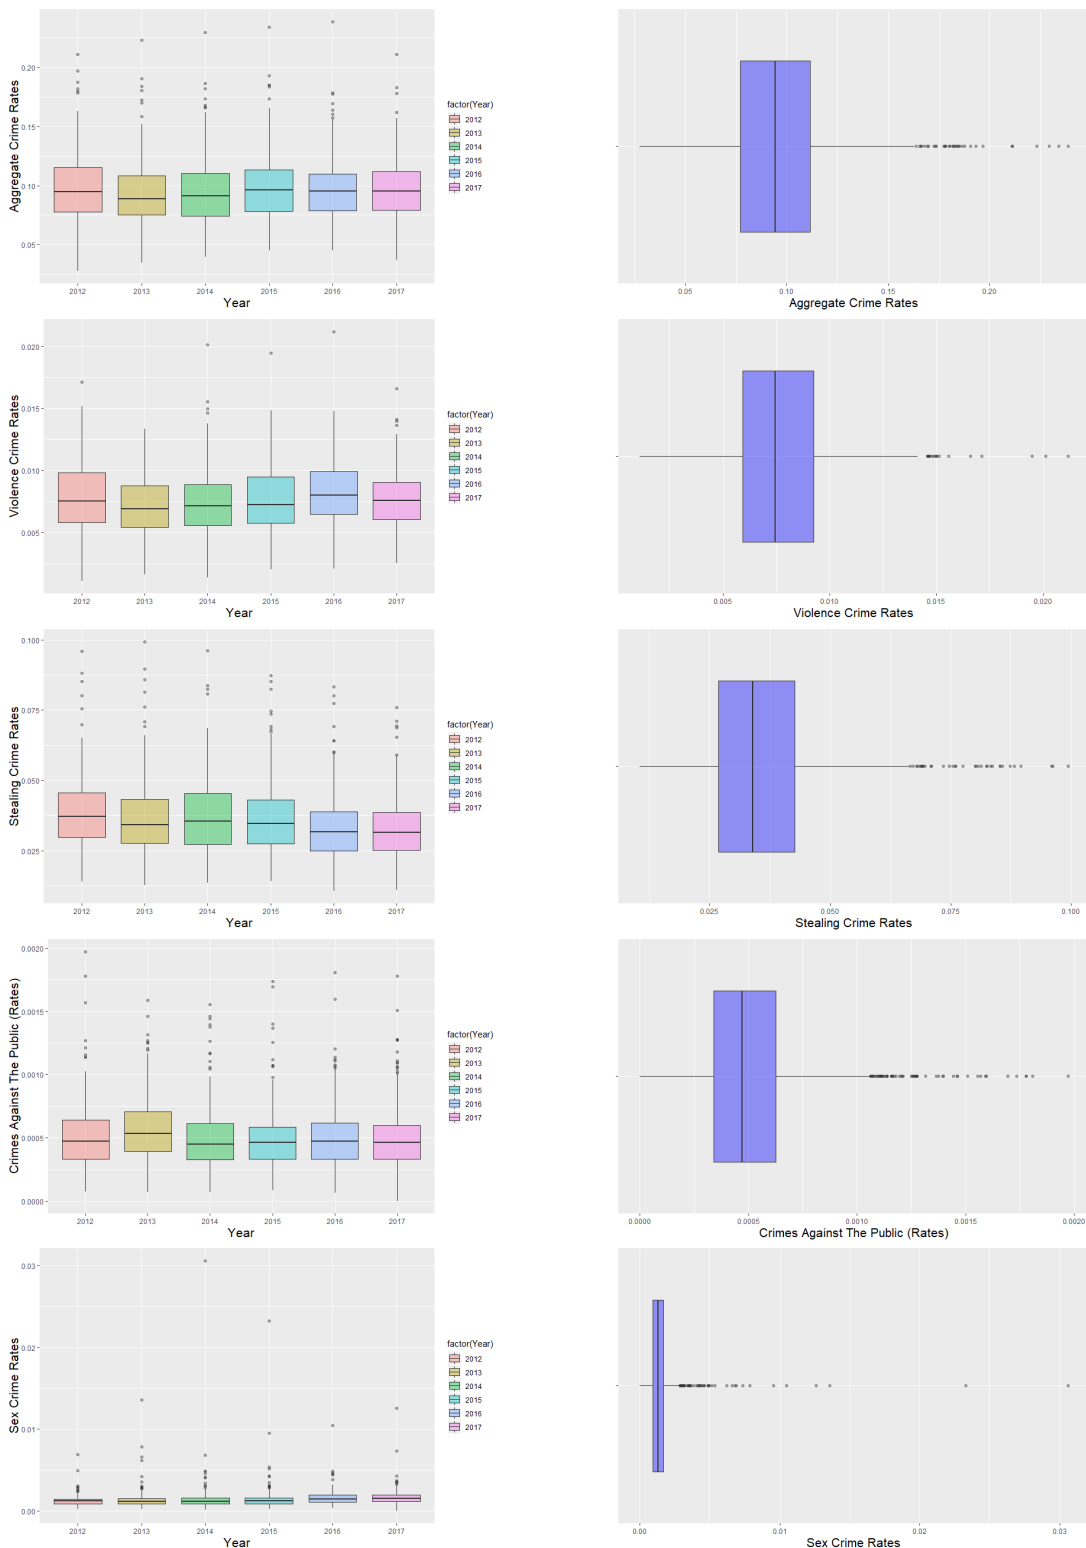 Aggregate Crime Rates
0.20
0.15
0.10
0.05
2012 2013 2014 2015 2016 2017
Year
factor(Year)
2012
2013
2014
2015
2016
2017
0.05 0.10 0.15 0.20
Aggregate Crime Rates
Violence Crime Rates
0.020
0.015
0.010
0.005
2012 2013 2014 2015 2016 2017
Year
factor(Year)
2012
2013
2014
2015
2016
2017
0.005 0.010 0.015 0.020
Violence Crime Rates
Stealing Crime Rates
0.100
0.075
0.050
0.025
2012 2013 2014 2015 2016 2017
Year
factor(Year)
2012
2013
2014
2015
2016
2017
0.025 0.050 0.075 0.100
Stealing Crime Rates
Crimes Against The Public (Rates)
0.0020
0.0015
0.0010
0.0005
0.0000
2012 2013 2014 2015 2016 2017
Year
factor(Year)
2012
2013
2014
2015
2016
2017
0.0000 0.0005 0.0010 0.0015 0.0020
Crimes Against The Public (Rates)
Sex Crime Rates
0.03
0.02
0.01
0.00
2012 2013 2014 2015 2016 2017
Year
factor(Year)
2012
2013
2014
2015
2016
2017
0.00 0.01 0.02 0.03
Sex Crime Rates